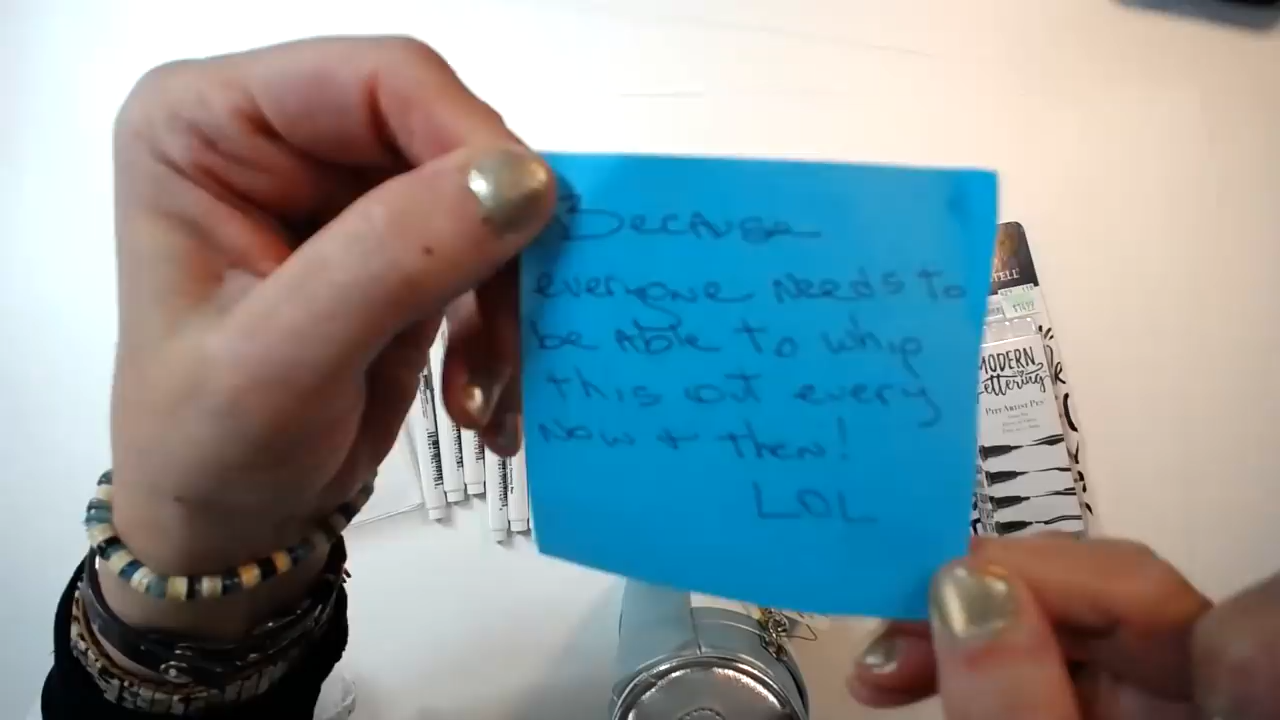 Because
everyone needs to
be able to whip
this out every
now + then!
LOL
TELL
MODERN
Lettering
PITT ARTIST PEN